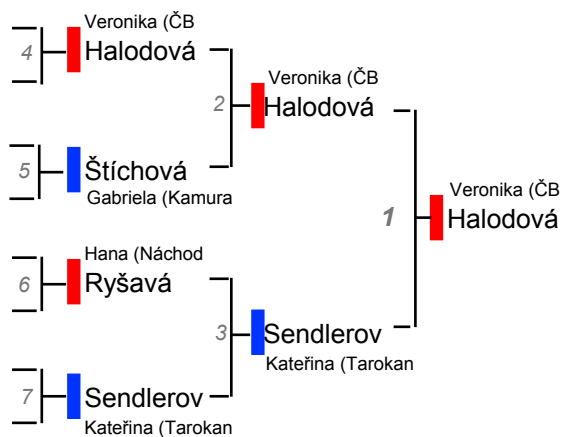 Veronika (ČB
4
Halodová
Veronika (ČB
2
Halodová
5
Štíchová
Gabriela (Kamura
Veronika (ČB
1
Halodová
Hana (Náchod
6
Ryšavá
3
Sendlerov
Kateřina (Tarokan
7
Sendlerov
Kateřina (Tarokan